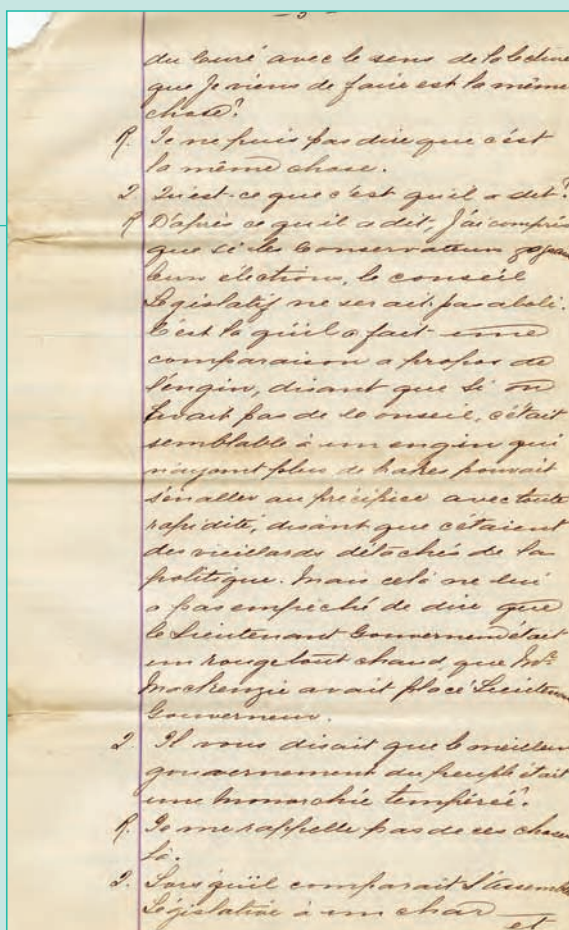 — 5 —
du Curé avec le sens de la lecture
que je viens de faire est la même
chose?
R. Je ne puis pas dire que c'est
la même chose.
Q. Qu'est-ce que c'est qu'il a dit?
R D'après ce qu'il a dit, j'ai compris
que si les Conservateurs
leurs élections, le conseil
Législatif ne serait pas aboli.
C'est là qu'il a fait une
comparaison a propos de
l'engin, disant que si on
avait pas de conseil, c'était
semblable à un engin qui
n'ayant plus de brakes pouvait
s'en aller au précipice avec toute
rapidité, disant que c'étaient
des vieillards détachés de la
politique. Mais celà ne lui
a pas empêché de dire que
le Lieutenant Gouverneur était
un rouge tout chaud, que Mr.
Mackenzie avait placé Lieutenant
Gouverneur.
Q. Il vous disait que le meilleur
gouvernement du peuple était
une monarchie tempérée?
R. Je me rappelle pas de ces choses
là.
Q. Lorsqu'il comparait l'assemblée
Législative à un char
et